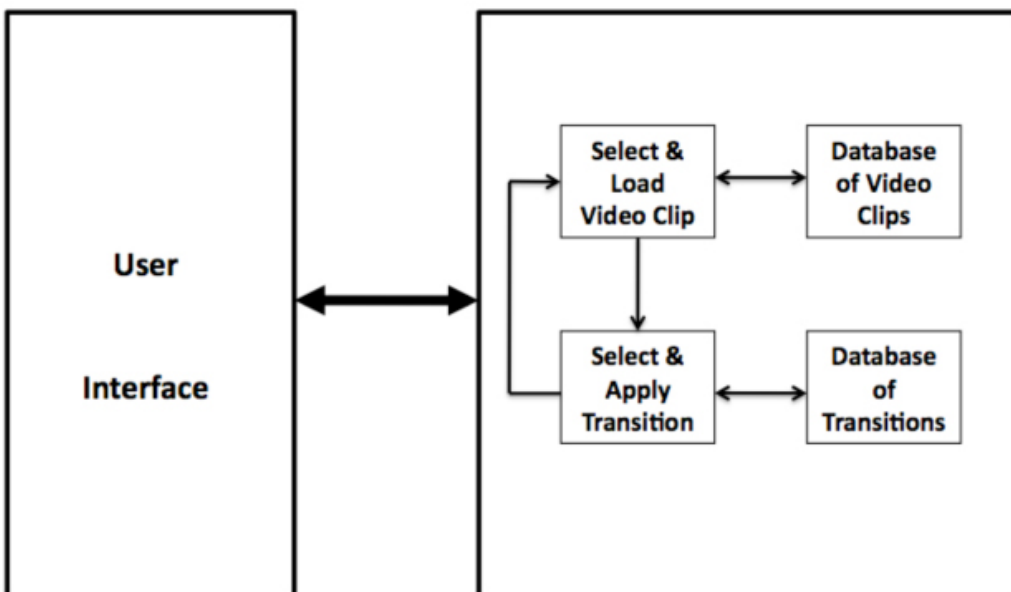 User
Interface
Select &
Load
Video Clip
Database
of Video
Clips
Select &
Apply
Transition
Database
of
Transitions